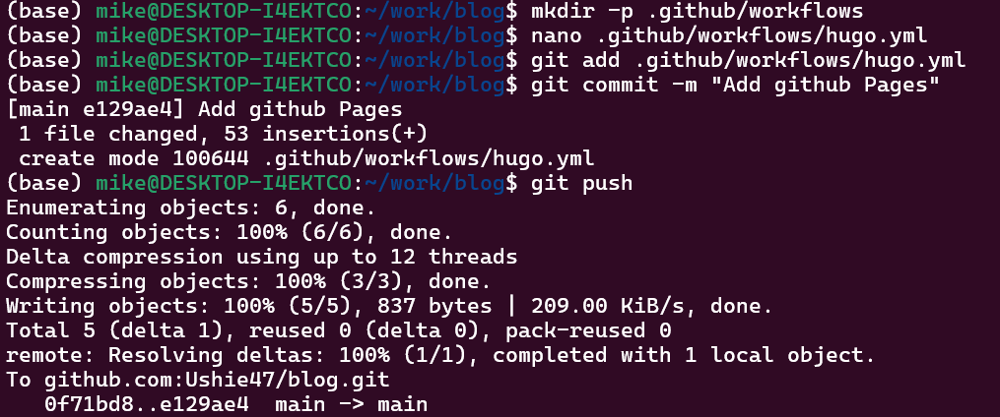 (base) mike@DESKTOP-I4EKTCO:~/work/blog$ mkdir -p .github/workflows
(base) mike@DESKTOP-I4EKTCO:~/work/blog$ nano .github/workflows/hugo.yml
(base) mike@DESKTOP-I4EKTCO:~/work/blog$ git add .github/workflows/hugo.yml
(base) mike@DESKTOP-I4EKTCO:~/work/blog$ git commit -m "Add github Pages"
[main e129ae4] Add github Pages
 1 file changed, 53 insertions(+)
 create mode 100644 .github/workflows/hugo.yml
(base) mike@DESKTOP-I4EKTCO:~/work/blog$ git push
Enumerating objects: 6, done.
Counting objects: 100% (6/6), done.
Delta compression using up to 12 threads
Compressing objects: 100% (3/3), done.
Writing objects: 100% (5/5), 837 bytes | 209.00 KiB/s, done.
Total 5 (delta 1), reused 0 (delta 0), pack-reused 0
remote: Resolving deltas: 100% (1/1), completed with 1 local object.
To github.com:Ushie47/blog.git
   0f71bd8..e129ae4  main -> main